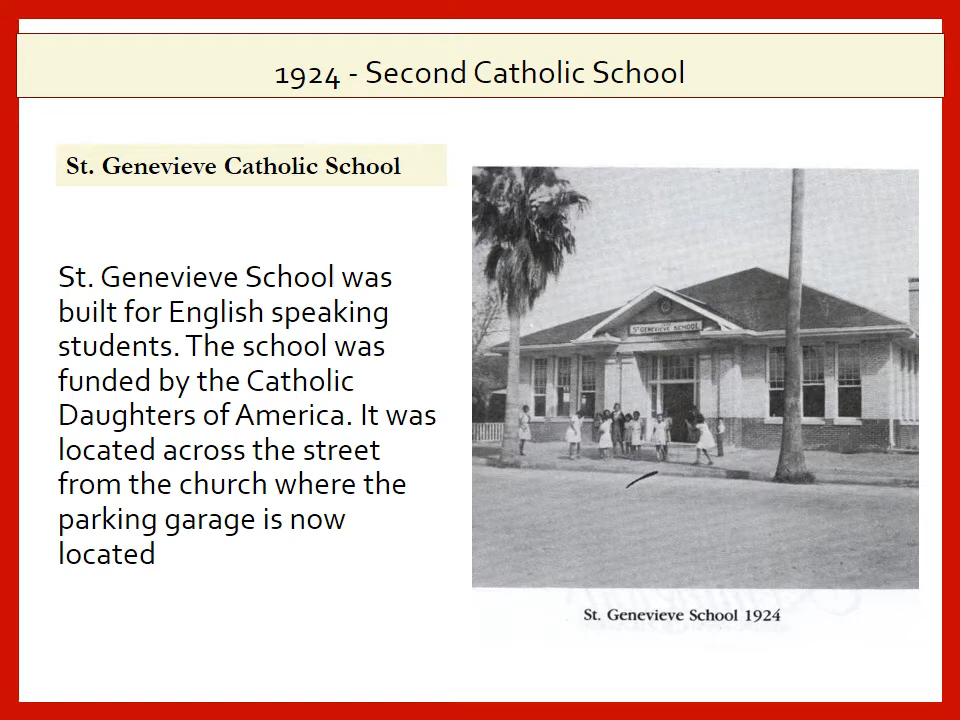 1924 - Second Catholic School
St. Genevieve Catholic School
St. Genevieve School was
built for English speaking
students. The school was
funded by the Catholic
Daughters of America. It was
located across the street
from the church where the
parking garage is now
located
ST GENEVIEVE SCHOOL
St. Genevieve School 1924